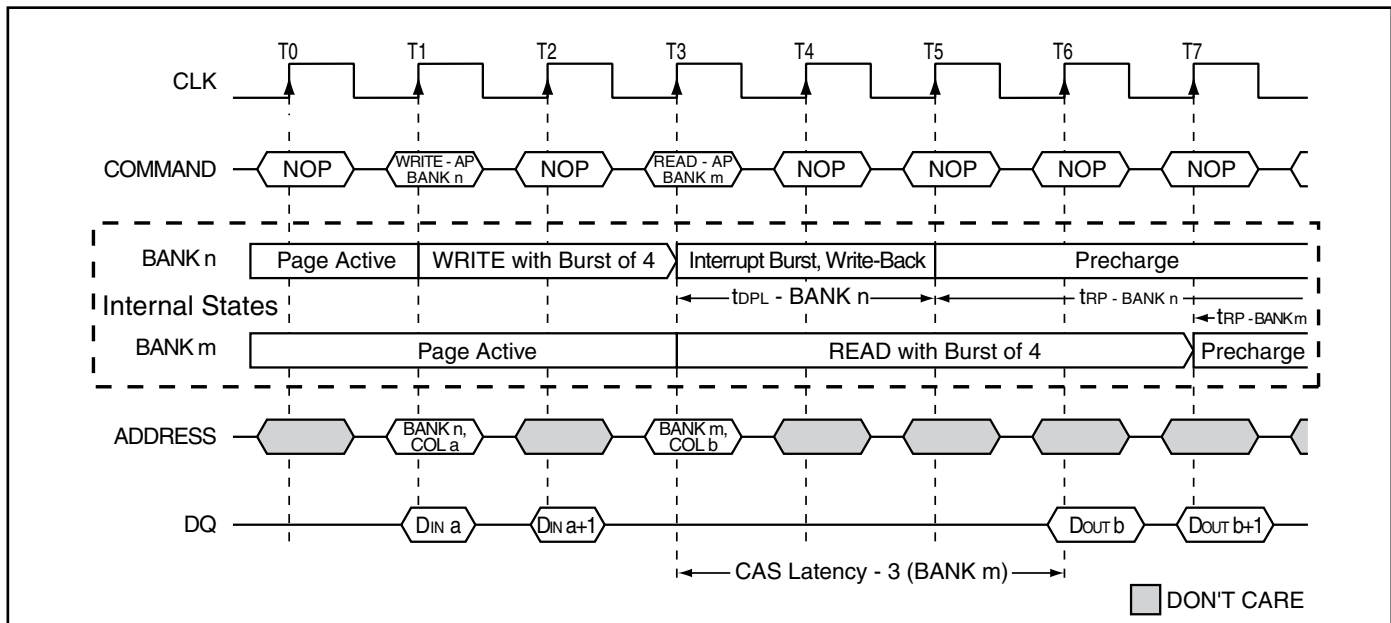 T0 T1 T2 T3 T4 T5 T6 T7
CLK
COMMAND NOP WRITE - AP BANK n NOP READ - AP BANK m NOP NOP NOP NOP
BANK n Page Active WRITE with Burst of 4 Interrupt Burst, Write-Back Precharge
tDPL - BANK n tRP - BANK n
Internal States
tRP - BANK m
BANK m Page Active READ with Burst of 4 Precharge
ADDRESS BANK n, COL a BANK m, COL b
DQ DIN a DIN a+1 DOUT b DOUT b+1
CAS Latency - 3 (BANK m)
DON'T CARE